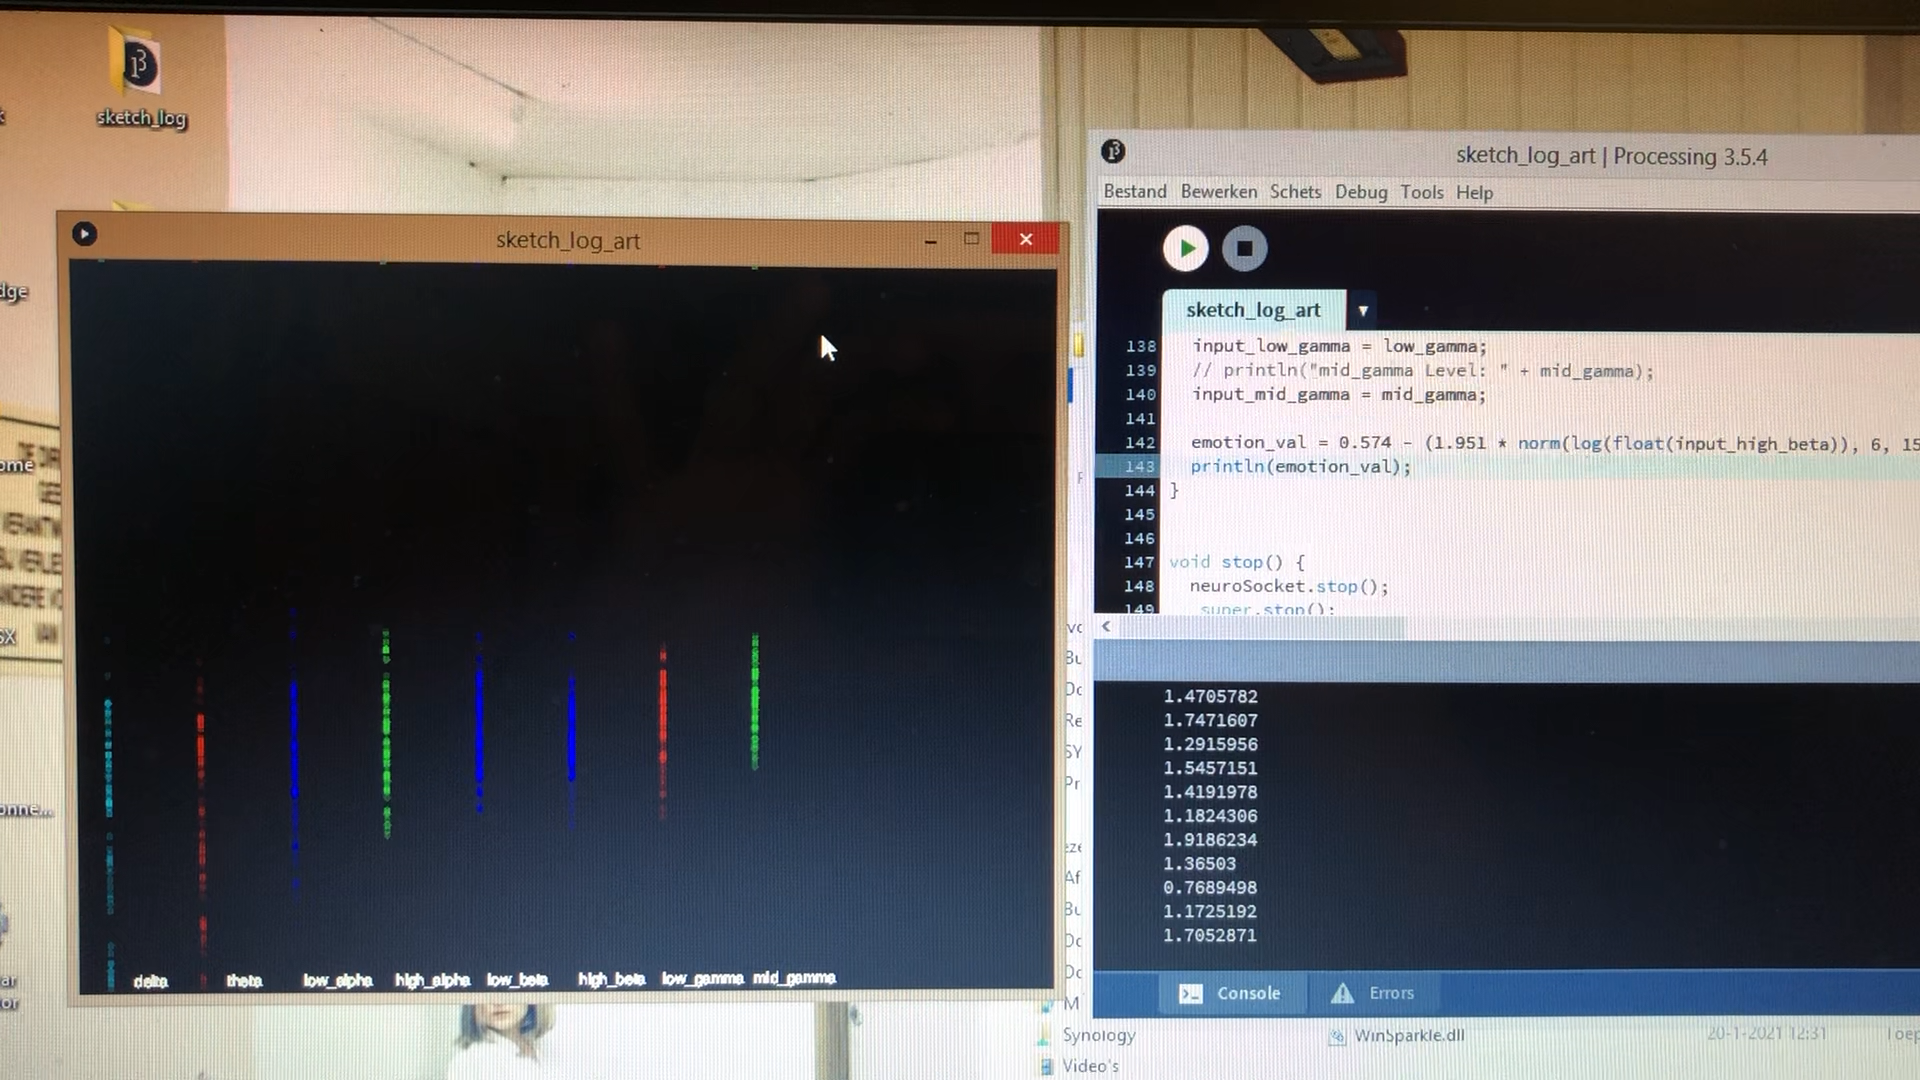 sketch_log
sketch_log_art
delta theta low_alpha high_alpha low_beta high_beta low_gamma mid_gamma
sketch_log_art | Processing 3.5.4
Bestand Bewerken Schets Debug Tools Help
sketch_log_art
138 input_low_gamma = low_gamma;
139 // println("mid_gamma Level: " + mid_gamma);
140 input_mid_gamma = mid_gamma;
141
142 emotion_val = 0.574 - (1.951 * norm(log(float(input_high_beta)), 6, 15
143 println(emotion_val);
144 }
145
146
147 void stop() {
148 neuroSocket.stop();
149 super.stop();
1.4705782
1.7471607
1.2915956
1.5457151
1.4191978
1.1824306
1.9186234
1.36503
0.7689498
1.1725192
1.7052871
Console Errors
Synology WinSparkle.dll 20-1-2021 12:31 Toep
Video's